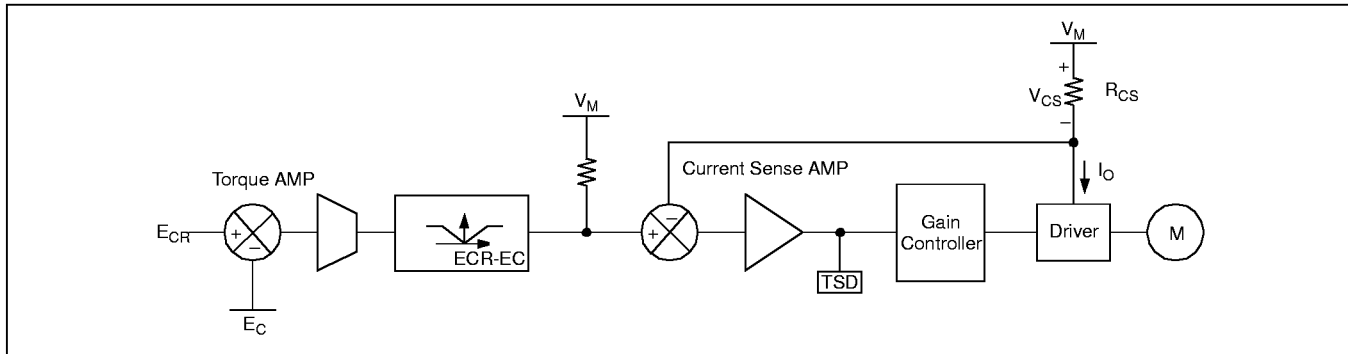 V_M
+
V_CS
R_CS
−
V_M
Torque AMP
Current Sense AMP
I_O
E_CR
+
−
ECR-EC
+
−
TSD
Gain
Controller
Driver
M
E_C